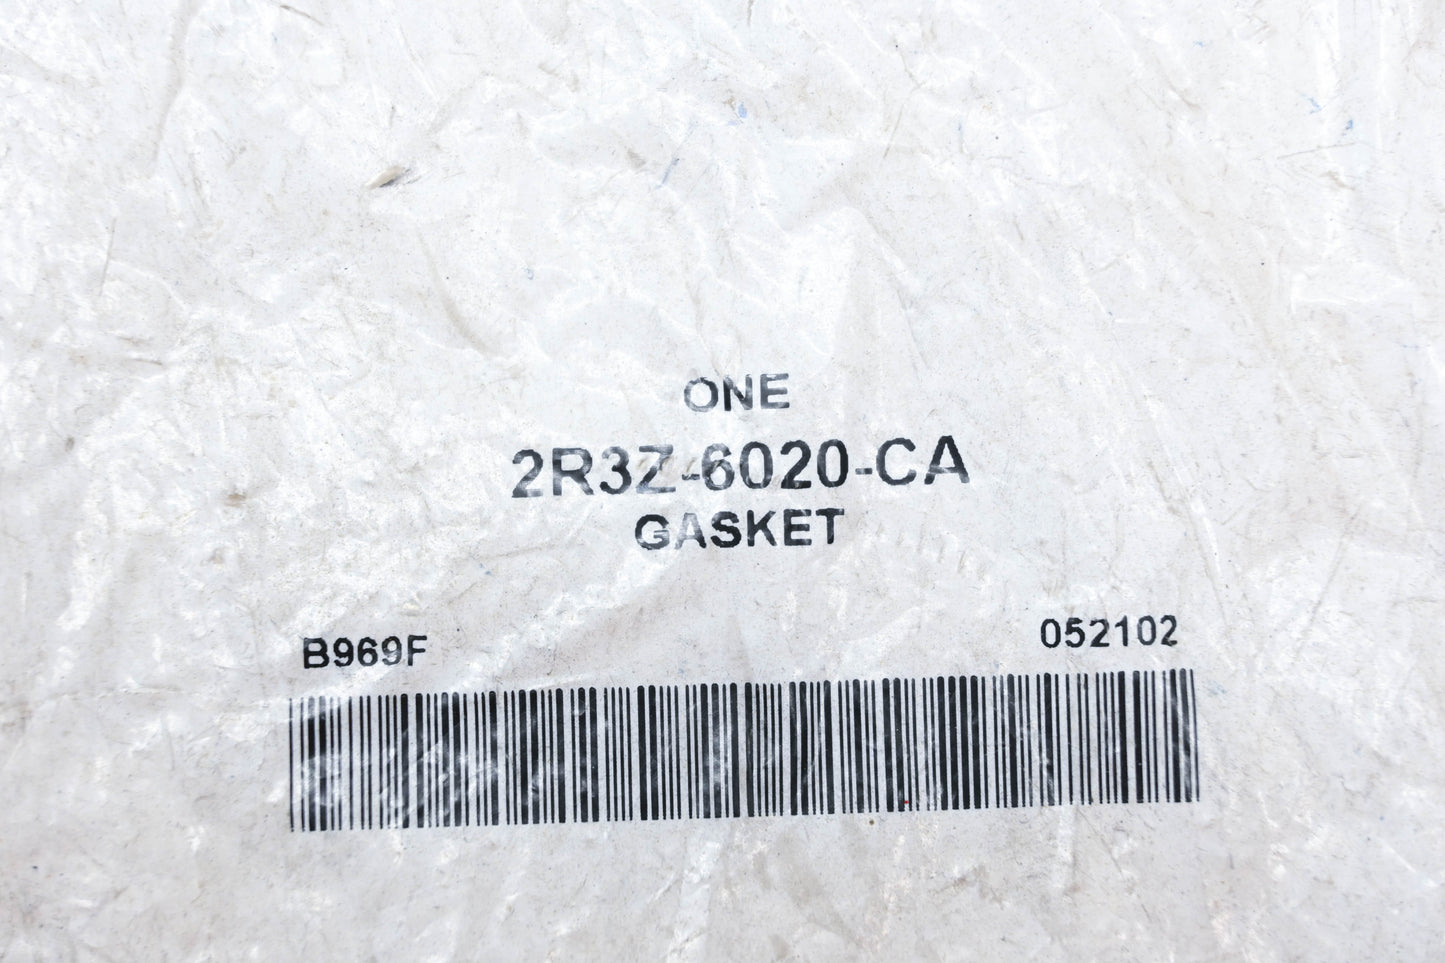 ONE
2R3Z-6020-CA
GASKET
B969F 052102